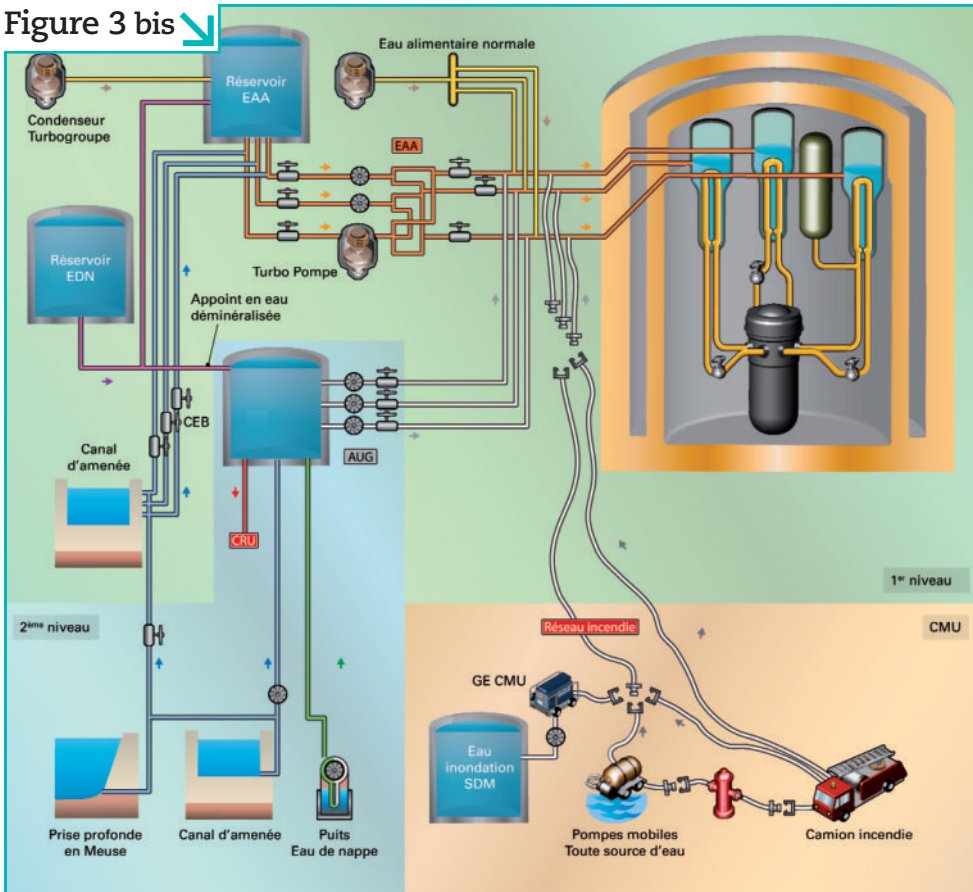 Figure 3 bis
Condenseur
Turbogroupe
Réservoir
EAA
Eau alimentaire normale
EAA
Réservoir
EDN
Turbo Pompe
Appoint en eau
déminéralisée
CEB
Canal
d'amenée
AUG
CRU
1er niveau
2ème niveau
Réseau incendie
CMU
GE CMU
Eau
inondation
SDM
Prise profonde
en Meuse
Canal d'amenée
Puits
Eau de nappe
Pompes mobiles
Toute source d'eau
Camion incendie